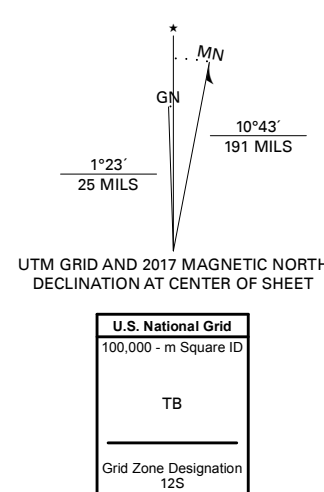 ★
MN
GN
10°43´
191 MILS
1°23´
25 MILS
UTM GRID AND 2017 MAGNETIC NORTH
DECLINATION AT CENTER OF SHEET
U.S. National Grid
100,000 - m Square ID
TB
Grid Zone Designation
12S